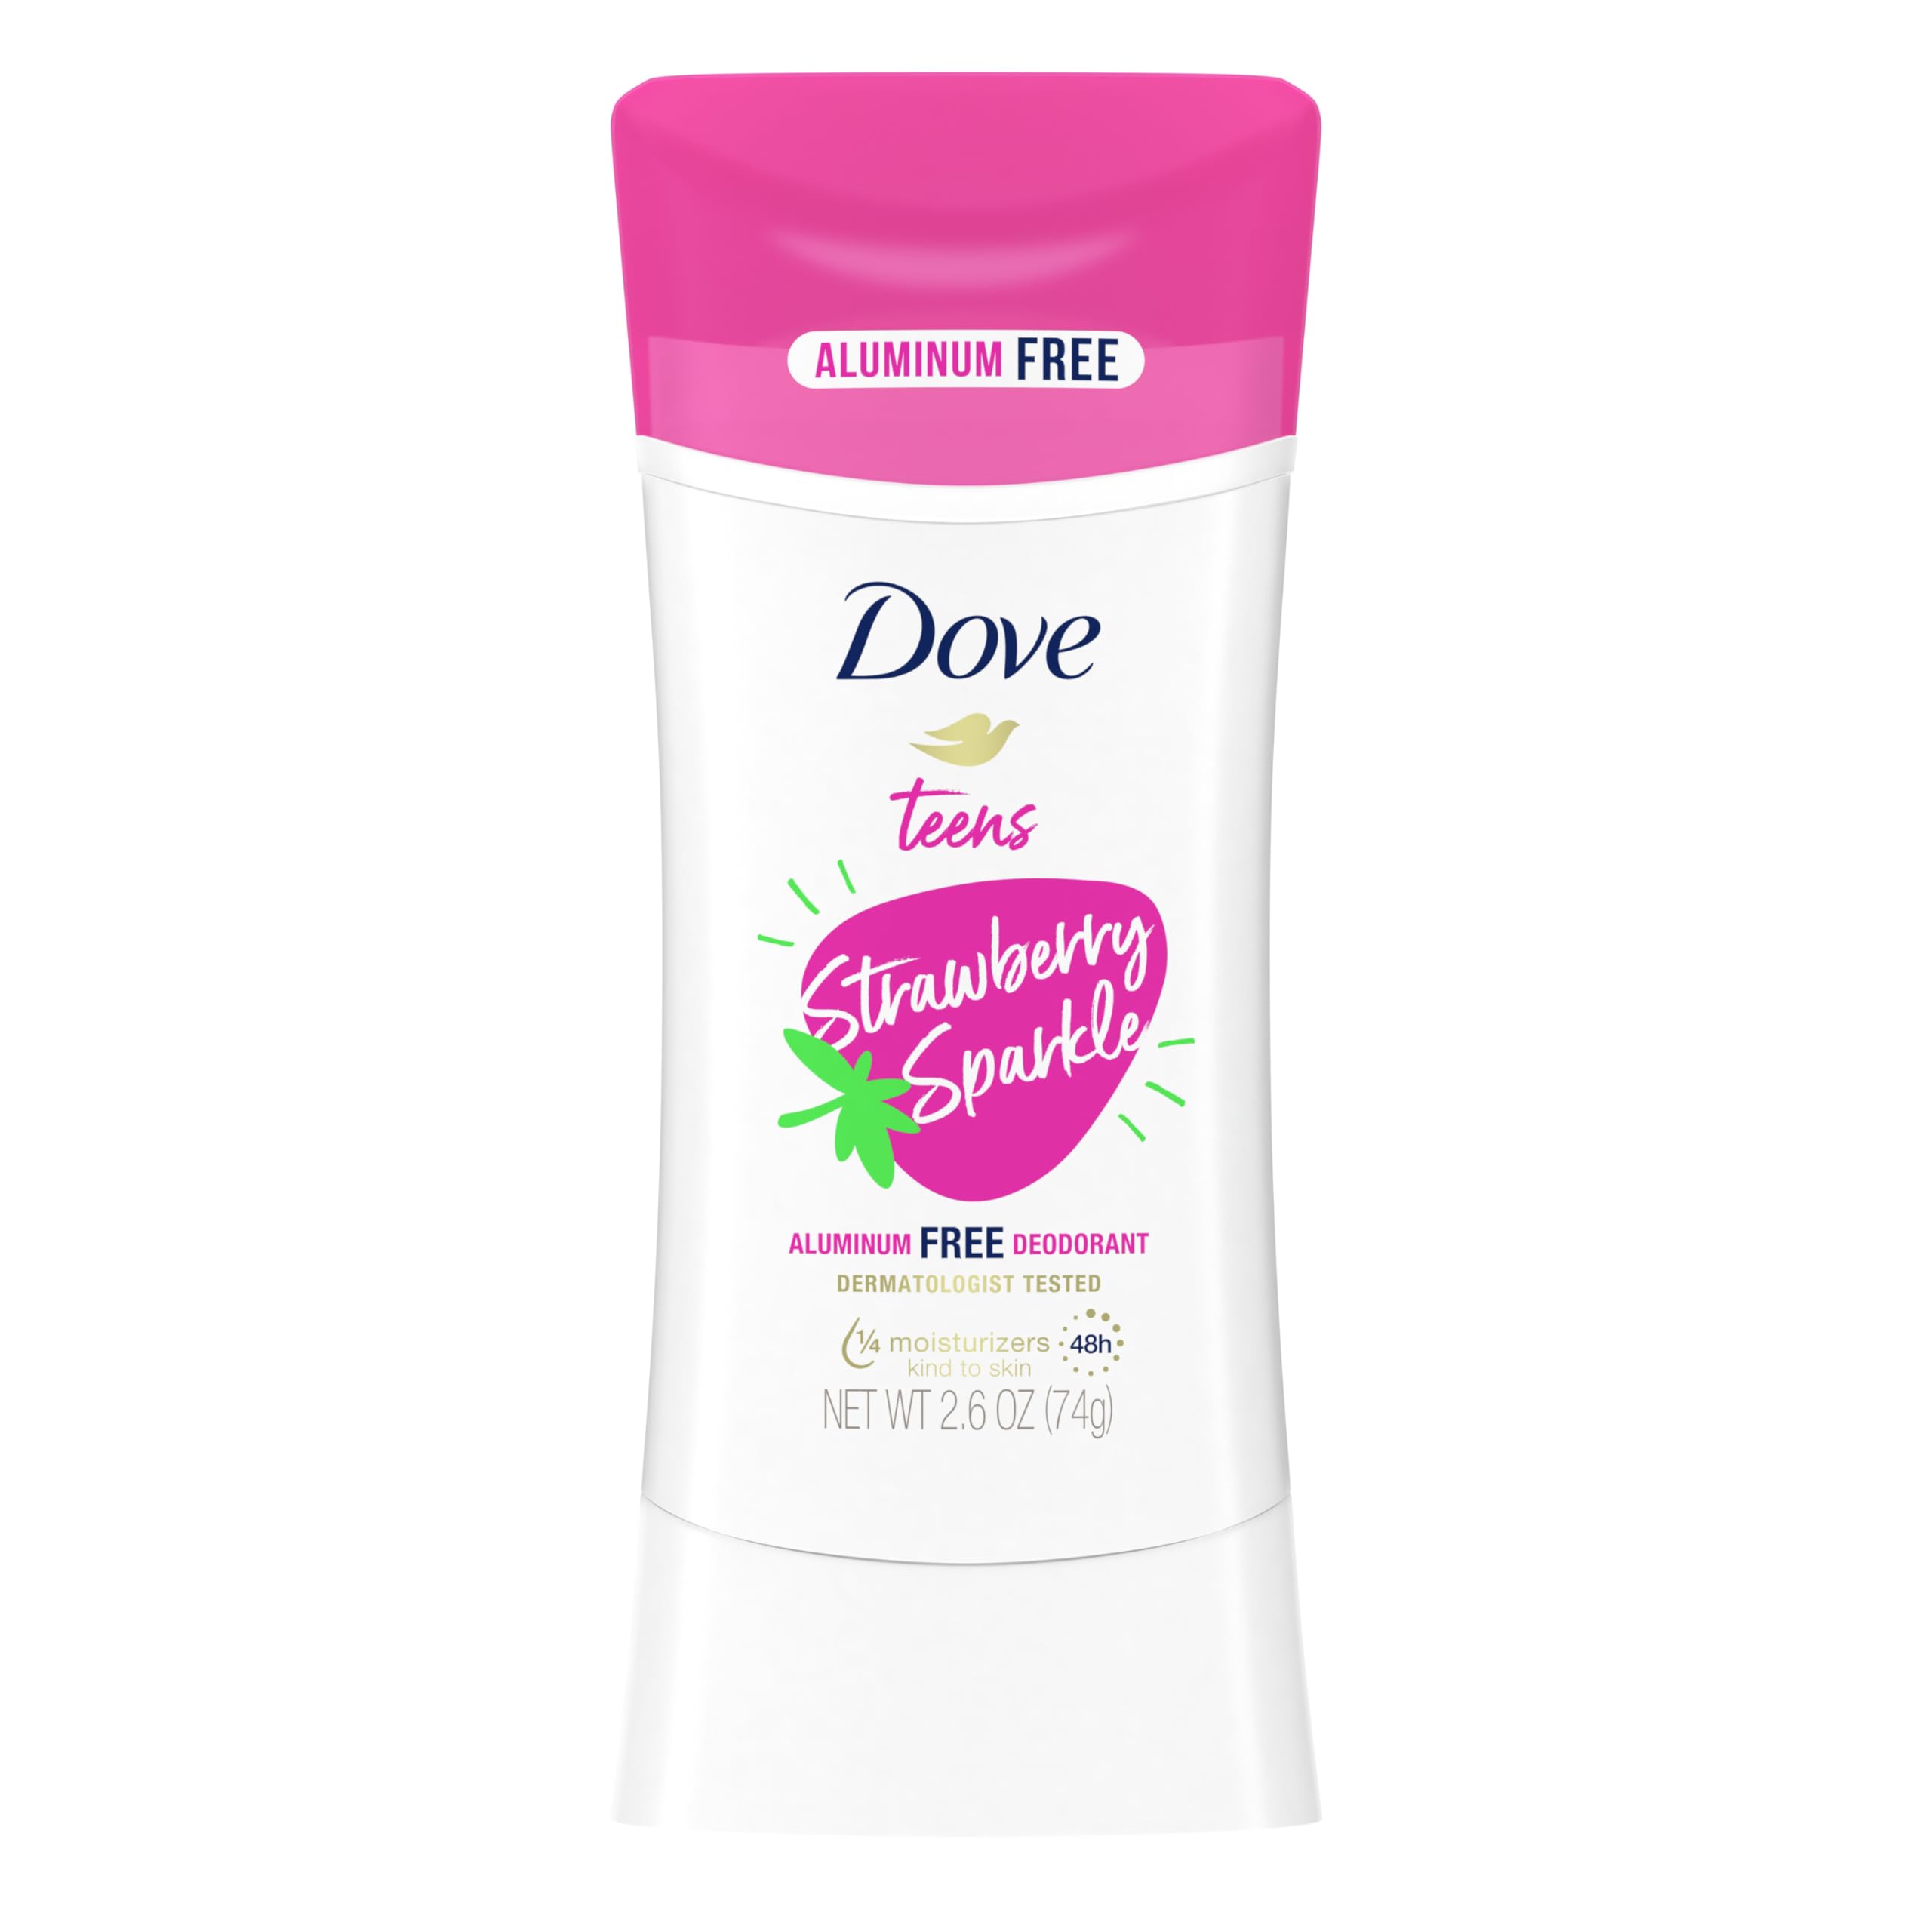 ALUMINUM FREE
Dove
teens
Strawberry
Sparkle
ALUMINUM FREE DEODORANT
DERMATOLOGIST TESTED
1/4 moisturizers 48h
kind to skin
NET WT 2.6 OZ (74g)